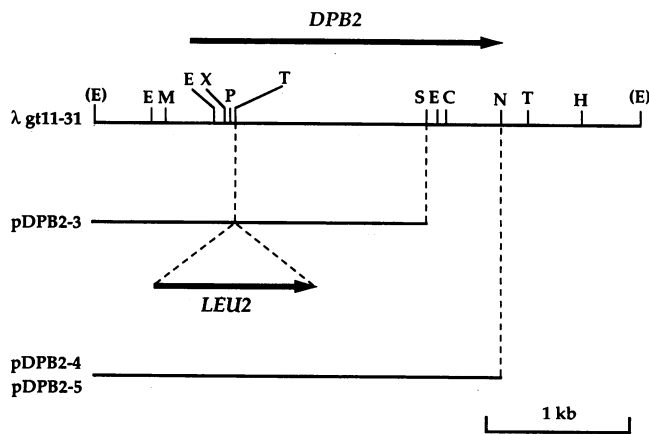 DPB2
(E) E M E X P T S E C N T H (E)
λ gt11-31
pDPB2-3
LEU2
pDPB2-4
pDPB2-5
1 kb